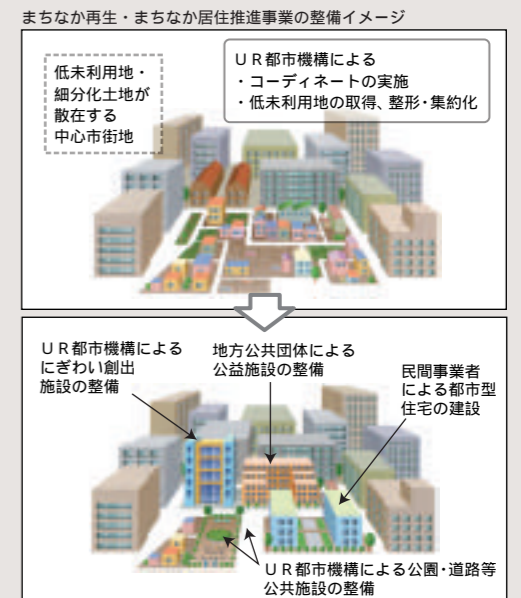 まちなか再生・まちなか居住推進事業の整備イメージ
低未利用地・
細分化土地が
散在する
中心市街地
UR都市機構による
・コーディネートの実施
・低未利用地の取得、整形・集約化
UR都市機構による
にぎわい創出
施設の整備
地方公共団体による
公益施設の整備
民間事業者
による都市型
住宅の建設
UR都市機構による公園・道路等
公共施設の整備